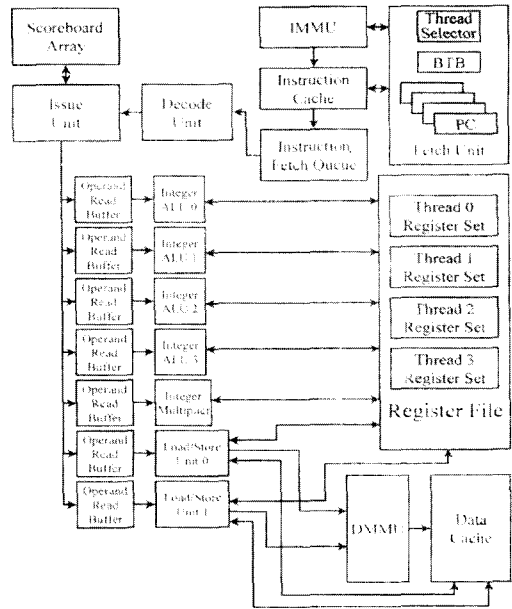 Scoreboard
Array
IMMU
Thread
Selector
BTB
PC
Fetch Unit
Instruction
Cache
Issue
Unit
Decode
Unit
Instruction
Fetch Queue
Operand
Read
Buffer
Integer
ALU 0
Thread 0
Register Set
Operand
Read
Buffer
Integer
ALU 1
Thread 1
Register Set
Operand
Read
Buffer
Integer
ALU 2
Thread 2
Register Set
Operand
Read
Buffer
Integer
ALU 3
Thread 3
Register Set
Operand
Read
Buffer
Integer
Register File
Operand
Read
Buffer
Load/Store
Unit 0
Operand
Read
Buffer
Load/Store
Unit 1
DMMU
Data
Cache